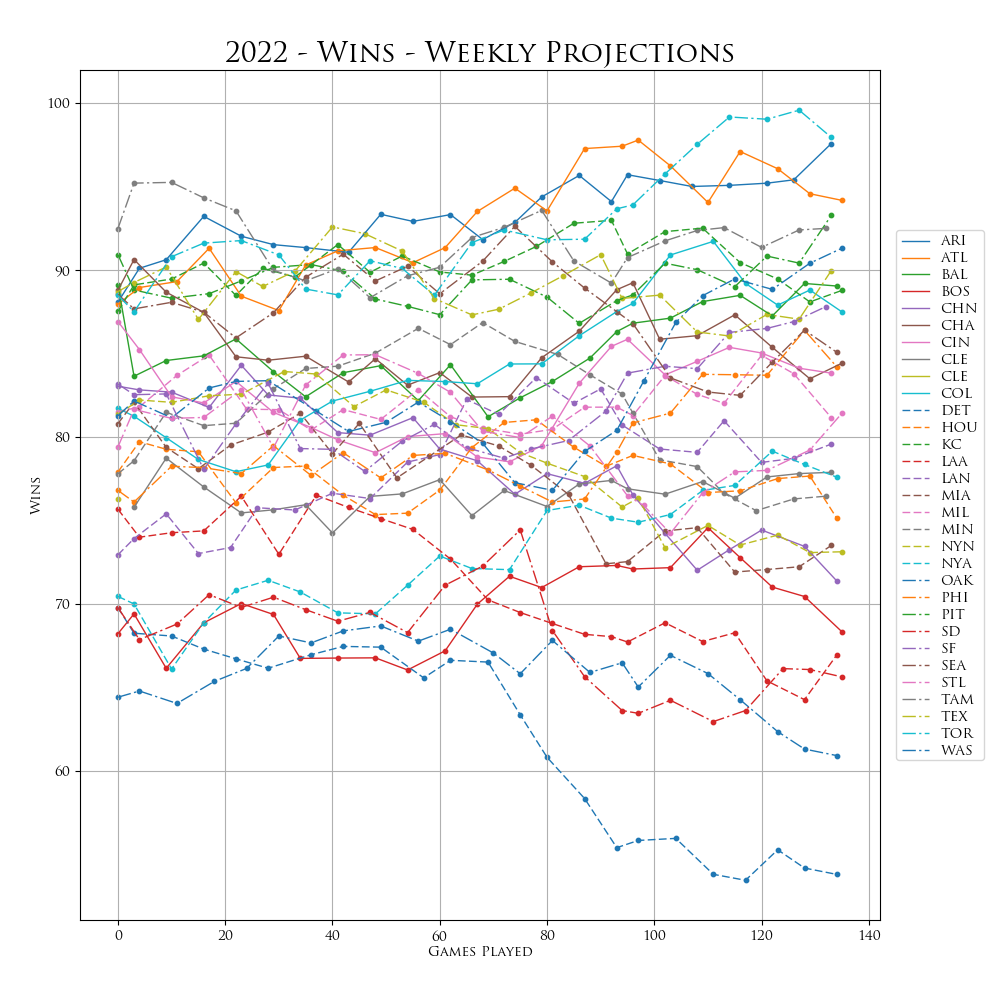 2022 - Wins - Weekly Projections
Wins
100
90
80
70
60
0 20 40 60 80 100 120 140
Games Played
ARI
ATL
BAL
BOS
CHN
CHA
CIN
CLE
CLE
COL
DET
HOU
KC
LAA
LAN
MIA
MIL
MIN
NYN
NYA
OAK
PHI
PIT
SD
SF
SEA
STL
TAM
TEX
TOR
WAS